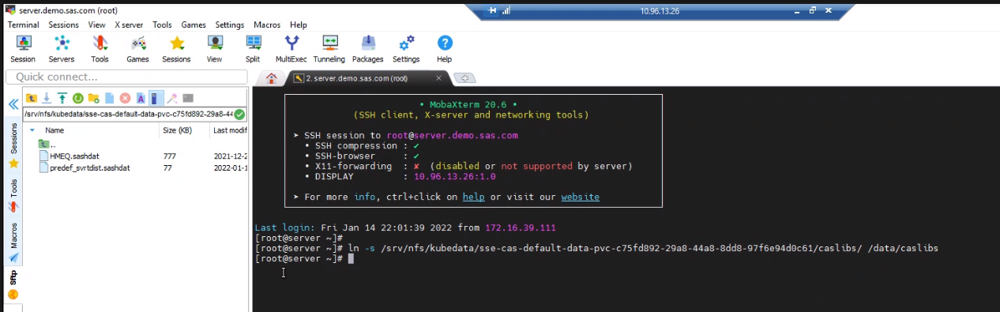 server.demo.sas.com (root)
10.96.13.26
Terminal Sessions View X server Tools Games Settings Macros Help
Session Servers Tools Games Sessions View Split MultiExec Tunneling Packages Settings Help
Quick connect...
2. server.demo.sas.com (root)
/srv/nfs/kubedata/sse-cas-default-data-pvc-c75fd892-29a8-44
Name Size (KB) Last modif
..
HMEQ.sashdat 777 2021-12-2
predef_svrtdist.sashdat 77 2022-01-1
Sessions
Tools
Macros
Sftp
• MobaXterm 20.6 •
(SSH client, X-server and networking tools)
➤ SSH session to root@server.demo.sas.com
• SSH compression : ✔
• SSH-browser : ✔
• X11-forwarding : ✘ (disabled or not supported by server)
• DISPLAY : 10.96.13.26:1.0
➤ For more info, ctrl+click on help or visit our website
Last login: Fri Jan 14 22:01:39 2022 from 172.16.39.111
[root@server ~]#
[root@server ~]# ln -s /srv/nfs/kubedata/sse-cas-default-data-pvc-c75fd892-29a8-44a8-8dd8-97f6e94d0c61/caslibs/ /data/caslibs
[root@server ~]#